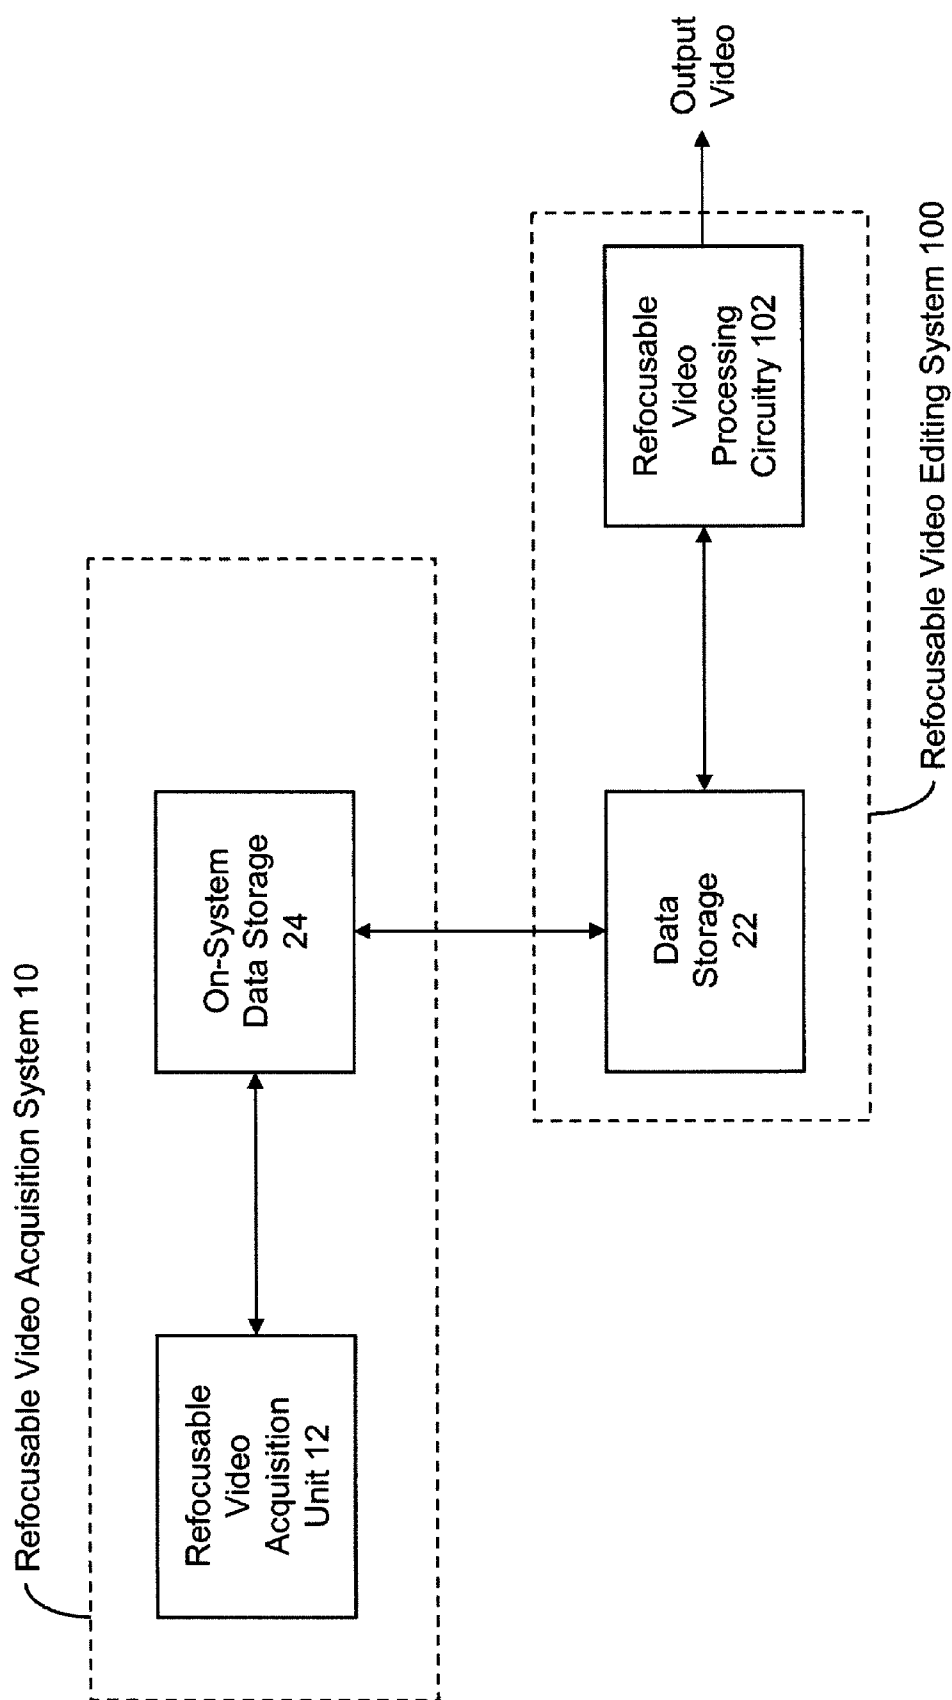 Refocusable Video Acquisition System 10
Refocusable
Video
Acquisition
Unit 12
On-System
Data Storage
24
Data
Storage
22
Refocusable
Video
Processing
Circuitry 102
Output
Video
Refocusable Video Editing System 100